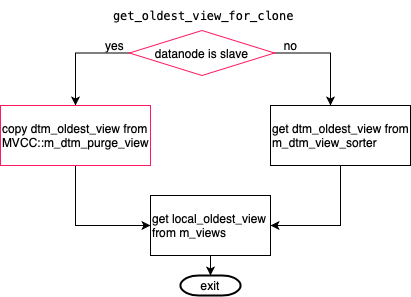 get_oldest_view_for_clone
yes
no
datanode is slave
copy dtm_oldest_view from
MVCC::m_dtm_purge_view
get dtm_oldest_view from
m_dtm_view_sorter
get local_oldest_view
from m_views
exit